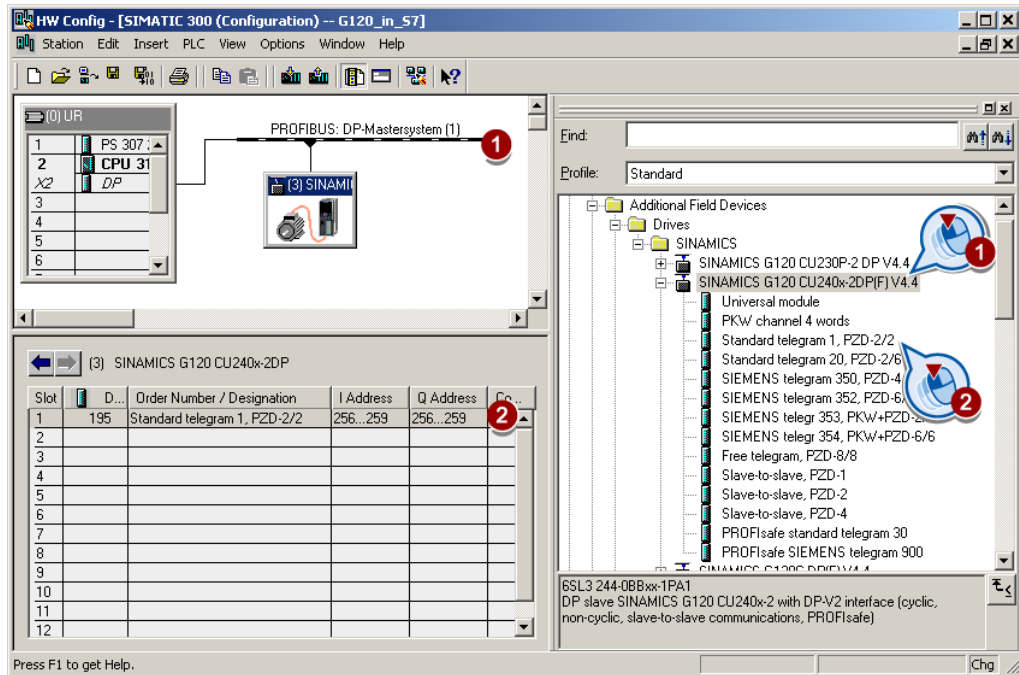 HW Config - [SIMATIC 300 (Configuration) -- G120_in_S7]
Station Edit Insert PLC View Options Window Help
(0) UR
1 PS 307
2 CPU 31
X2 DP
3
4
5
6
PROFIBUS: DP-Mastersystem (1)
1
(3) SINAMI
(3) SINAMICS G120 CU240x-2DP
Slot D... Order Number / Designation I Address Q Address Co...
1 195 Standard telegram 1, PZD-2/2 256...259 256...259
2
2
3
4
5
6
7
8
9
10
11
12
Find:
Profile: Standard
Additional Field Devices
Drives
SINAMICS
SINAMICS G120 CU230P-2 DP V4.4
1
SINAMICS G120 CU240x-2DP(F) V4.4
Universal module
PKW channel 4 words
Standard telegram 1, PZD-2/2
Standard telegram 20, PZD-2/6
SIEMENS telegram 350, PZD-4
SIEMENS telegram 352, PZD-6
2
SIEMENS telegr 353, PKW+PZD-2
SIEMENS telegr 354, PKW+PZD-6/6
Free telegram, PZD-8/8
Slave-to-slave, PZD-1
Slave-to-slave, PZD-2
Slave-to-slave, PZD-4
PROFIsafe standard telegram 30
PROFIsafe SIEMENS telegram 900
6SL3 244-0BBxx-1PA1
DP slave SINAMICS G120 CU240x-2 with DP-V2 interface (cyclic,
non-cyclic, slave-to-slave communications, PROFIsafe)
Press F1 to get Help.
Chg